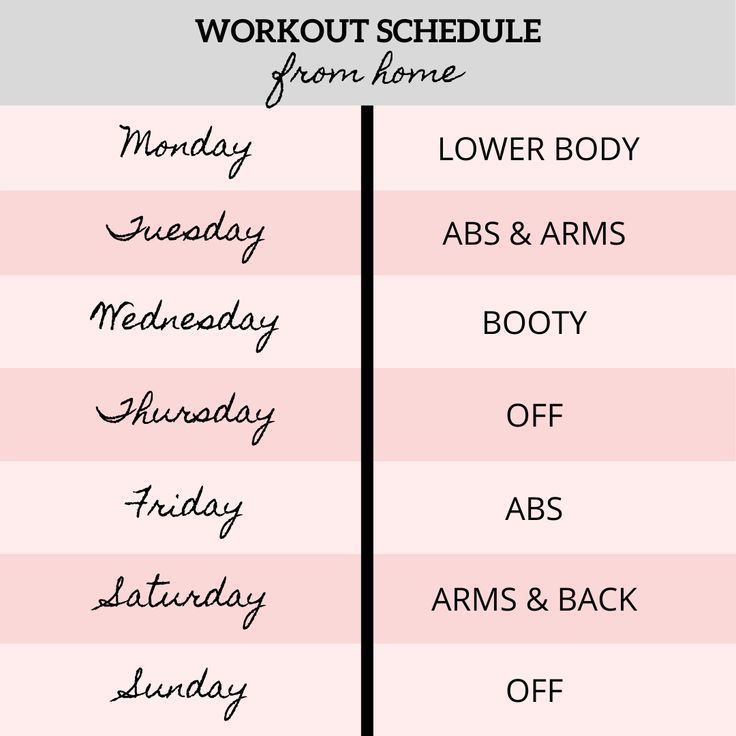 WORKOUT SCHEDULE
from home
Monday LOWER BODY
Tuesday ABS & ARMS
Wednesday BOOTY
Thursday OFF
Friday ABS
Saturday ARMS & BACK
Sunday OFF